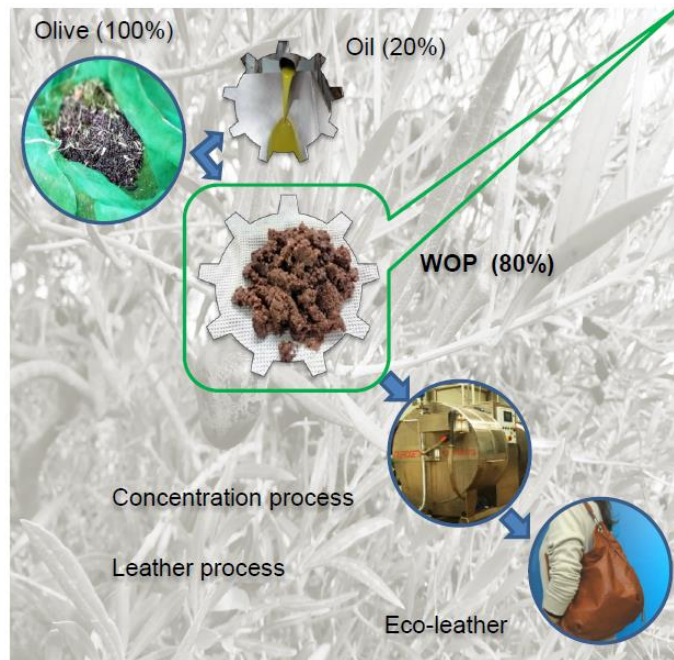 Olive (100%)
Oil (20%)
WOP (80%)
Concentration process
Leather process
Eco-leather